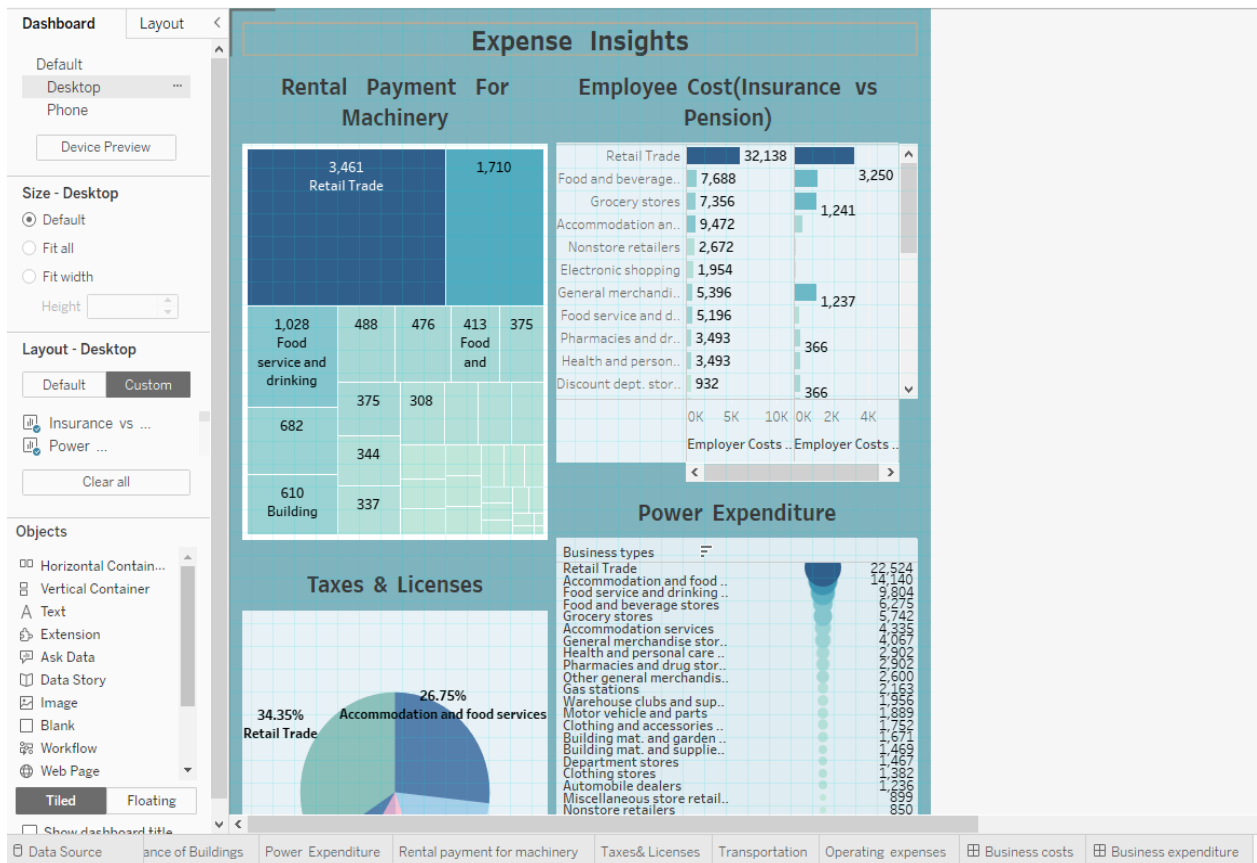 Dashboard
Layout
Default
Desktop
Phone
Device Preview
Size - Desktop
Default
Fit all
Fit width
Height
Layout - Desktop
Default
Custom
Insurance vs ...
Power ...
Clear all
Objects
Horizontal Contain...
Vertical Container
Text
Extension
Ask Data
Data Story
Image
Blank
Workflow
Web Page
Tiled
Floating
Show dashboard title
Expense Insights
Rental Payment For
Machinery
3,461
Retail Trade
1,710
1,028
Food
service and
drinking
488
476
413
Food
and
375
375
308
682
344
610
Building
337
Employee Cost(Insurance vs
Pension)
Retail Trade 32,138
Food and beverage.. 7,688 3,250
Grocery stores 7,356
1,241
Accommodation an.. 9,472
Nonstore retailers 2,672
Electronic shopping 1,954
General merchandi.. 5,396
1,237
Food service and d.. 5,196
Pharmacies and dr.. 3,493
366
Health and person.. 3,493
Discount dept. stor.. 932
366
0K 5K 10K 0K 2K 4K
Employer Costs .. Employer Costs ..
Taxes & Licenses
26.75%
Accommodation and food services
34.35%
Retail Trade
Power Expenditure
Business types
Retail Trade 22,524
Accommodation and food .. 14,140
Food service and drinking .. 9,804
Food and beverage stores 6,275
Grocery stores 5,742
Accommodation services 4,335
General merchandise stor.. 4,067
Health and personal care .. 2,902
Pharmacies and drug stor.. 2,902
Other general merchandis.. 2,600
Gas stations 2,163
Warehouse clubs and sup.. 1,956
Motor vehicle and parts 1,889
Clothing and accessories .. 1,752
Building mat. and garden .. 1,671
Building mat. and supplie.. 1,469
Department stores 1,467
Clothing stores 1,382
Automobile dealers 1,236
Miscellaneous store retail.. 899
Nonstore retailers 850
Data Source
ance of Buildings
Power Expenditure
Rental payment for machinery
Taxes& Licenses
Transportation
Operating expenses
Business costs
Business expenditure